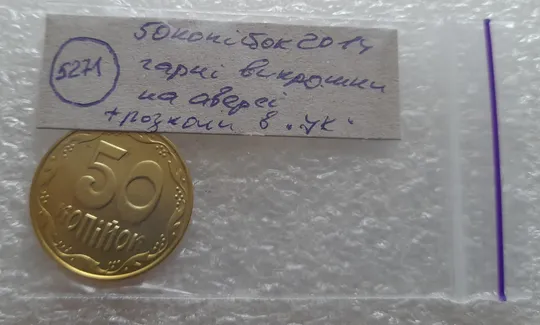 50 копійок 2014
5271
гарні викрошки
на аверсі
+ розколи в "УК"
50
КОПІЙОК